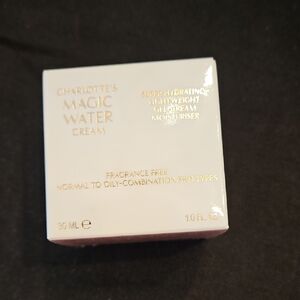 CHARLOTTE'S
MAGIC
WATER
CREAM
SUPER HYDRATING,
LIGHTWEIGHT
GEL CREAM
MOISTURISER
FRAGRANCE FREE
NORMAL TO OILY-COMBINATION SKIN TYPES
30 ML ℮
1.0 FL.